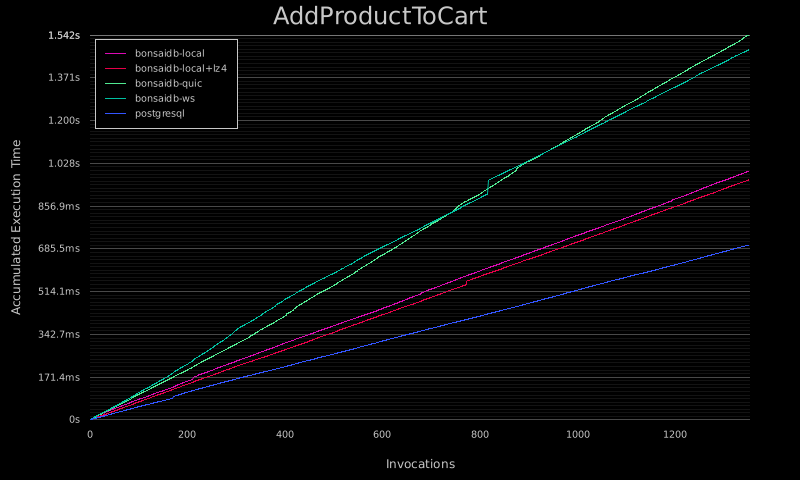 AddProductToCart
1.542s
1.371s
1.200s
1.028s
856.9ms
685.5ms
514.1ms
342.7ms
171.4ms
0s
Accumulated Execution Time
bonsaidb-local
bonsaidb-local+lz4
bonsaidb-quic
bonsaidb-ws
postgresql
0 200 400 600 800 1000 1200
Invocations